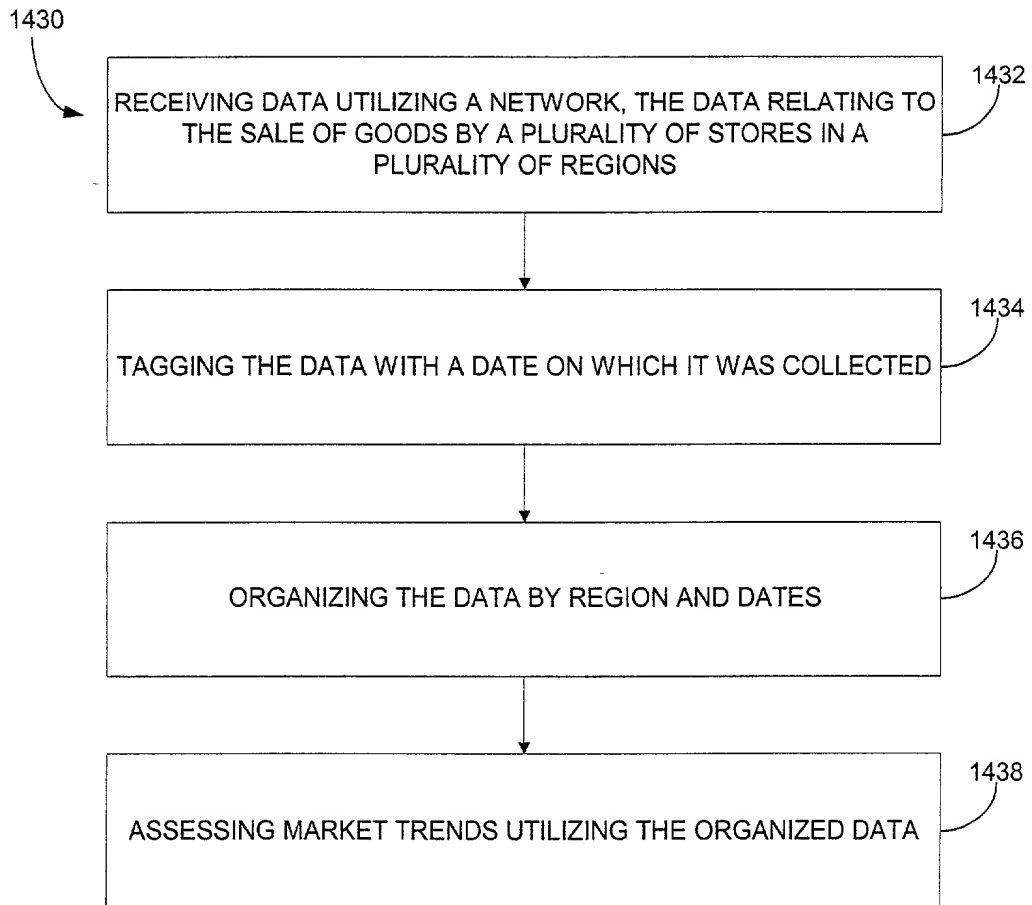 1430
RECEIVING DATA UTILIZING A NETWORK, THE DATA RELATING TO
THE SALE OF GOODS BY A PLURALITY OF STORES IN A
PLURALITY OF REGIONS
1432
TAGGING THE DATA WITH A DATE ON WHICH IT WAS COLLECTED
1434
ORGANIZING THE DATA BY REGION AND DATES
1436
ASSESSING MARKET TRENDS UTILIZING THE ORGANIZED DATA
1438